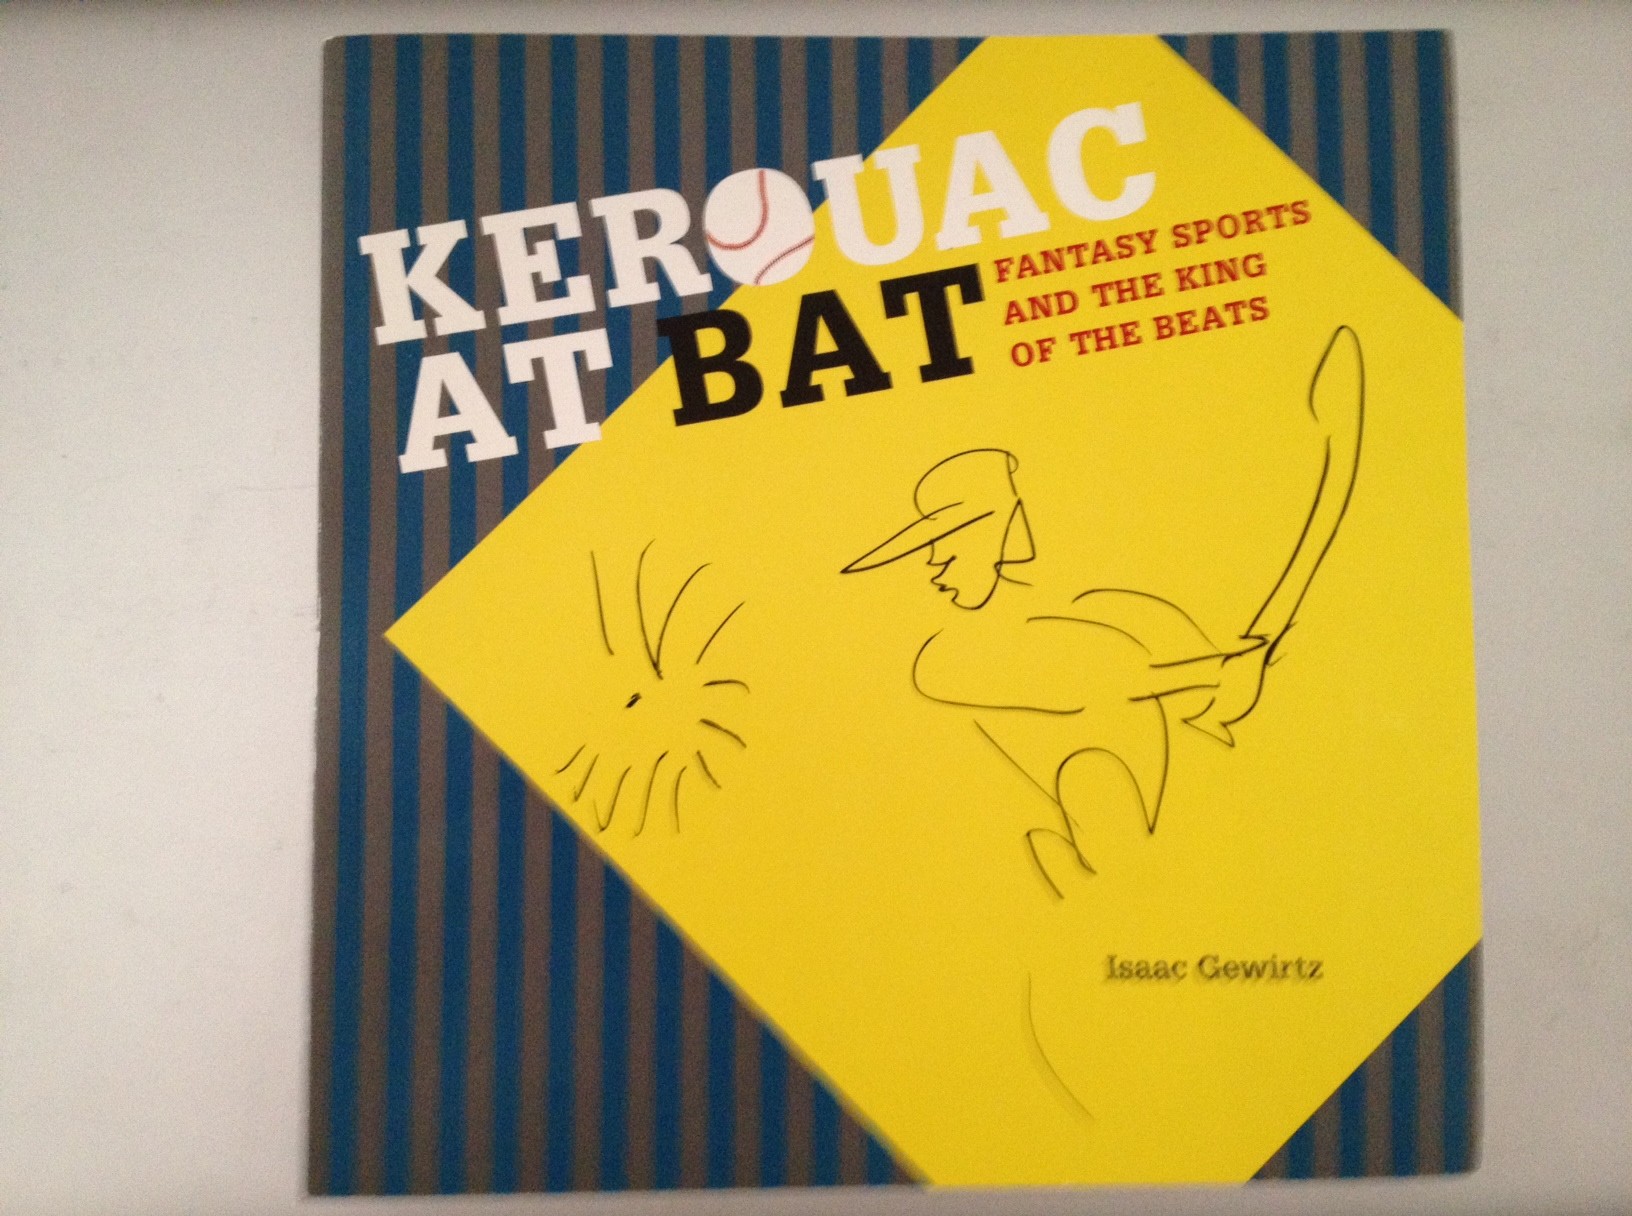 KEROUAC
AT BAT
FANTASY SPORTS
AND THE KING
OF THE BEATS
Isaac Gewirtz